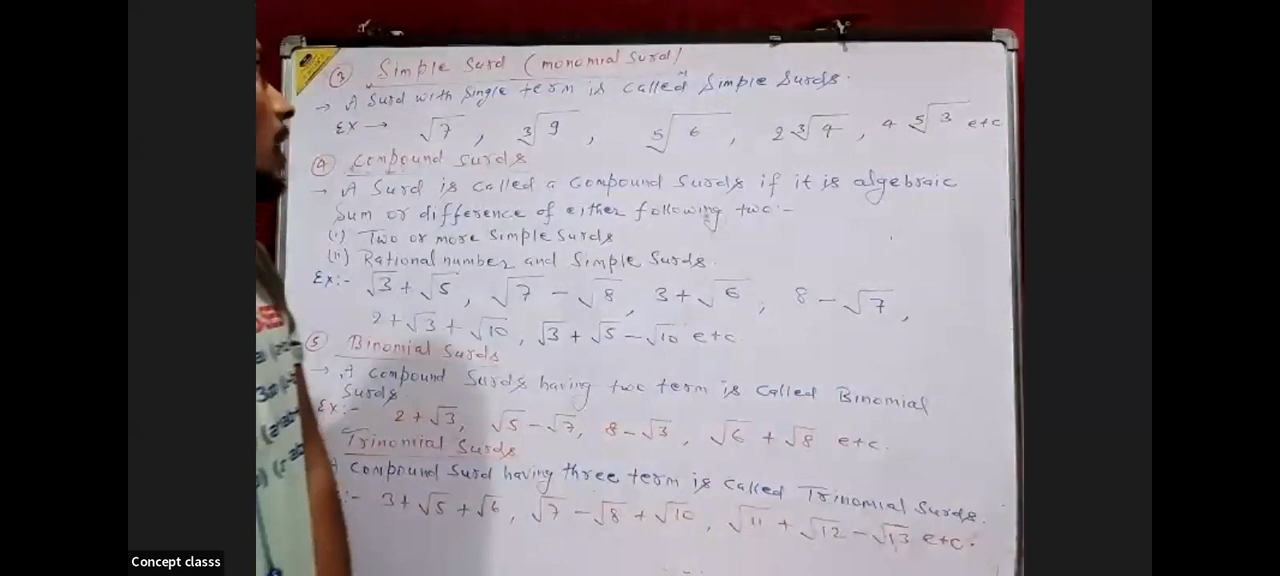 ③ Simple Surd (monomial Surd)
→ A Surd with Single term is called Simple Surds.
Ex → √7, ³√9, ⁵√6, 2³√4, 4⁵√3 etc
④ Compound Surds
→ A Surd is called a Compound Surds if it is algebraic
Sum or difference of either following two:-
(i) Two or more Simple Surds
(ii) Rational number and Simple Surds.
Ex:- √3 + √5, √7 - √8, 3 + √6, 8 - √7,
2 + √3 + √10, √3 + √5 - √10 etc
⑤ Binomial Surds
→ A Compound Surds having two term is called Binomial
Surds.
Ex:- 2 + √3, √5 - √7, 8 - √3, √6 + √8 etc.
Trinomial Surds
A Compound Surd having three term is called Trinomial Surds.
:- 3 + √5 + √6, √7 - √8 + √10, √11 + √12 - √13 etc.
Concept classs